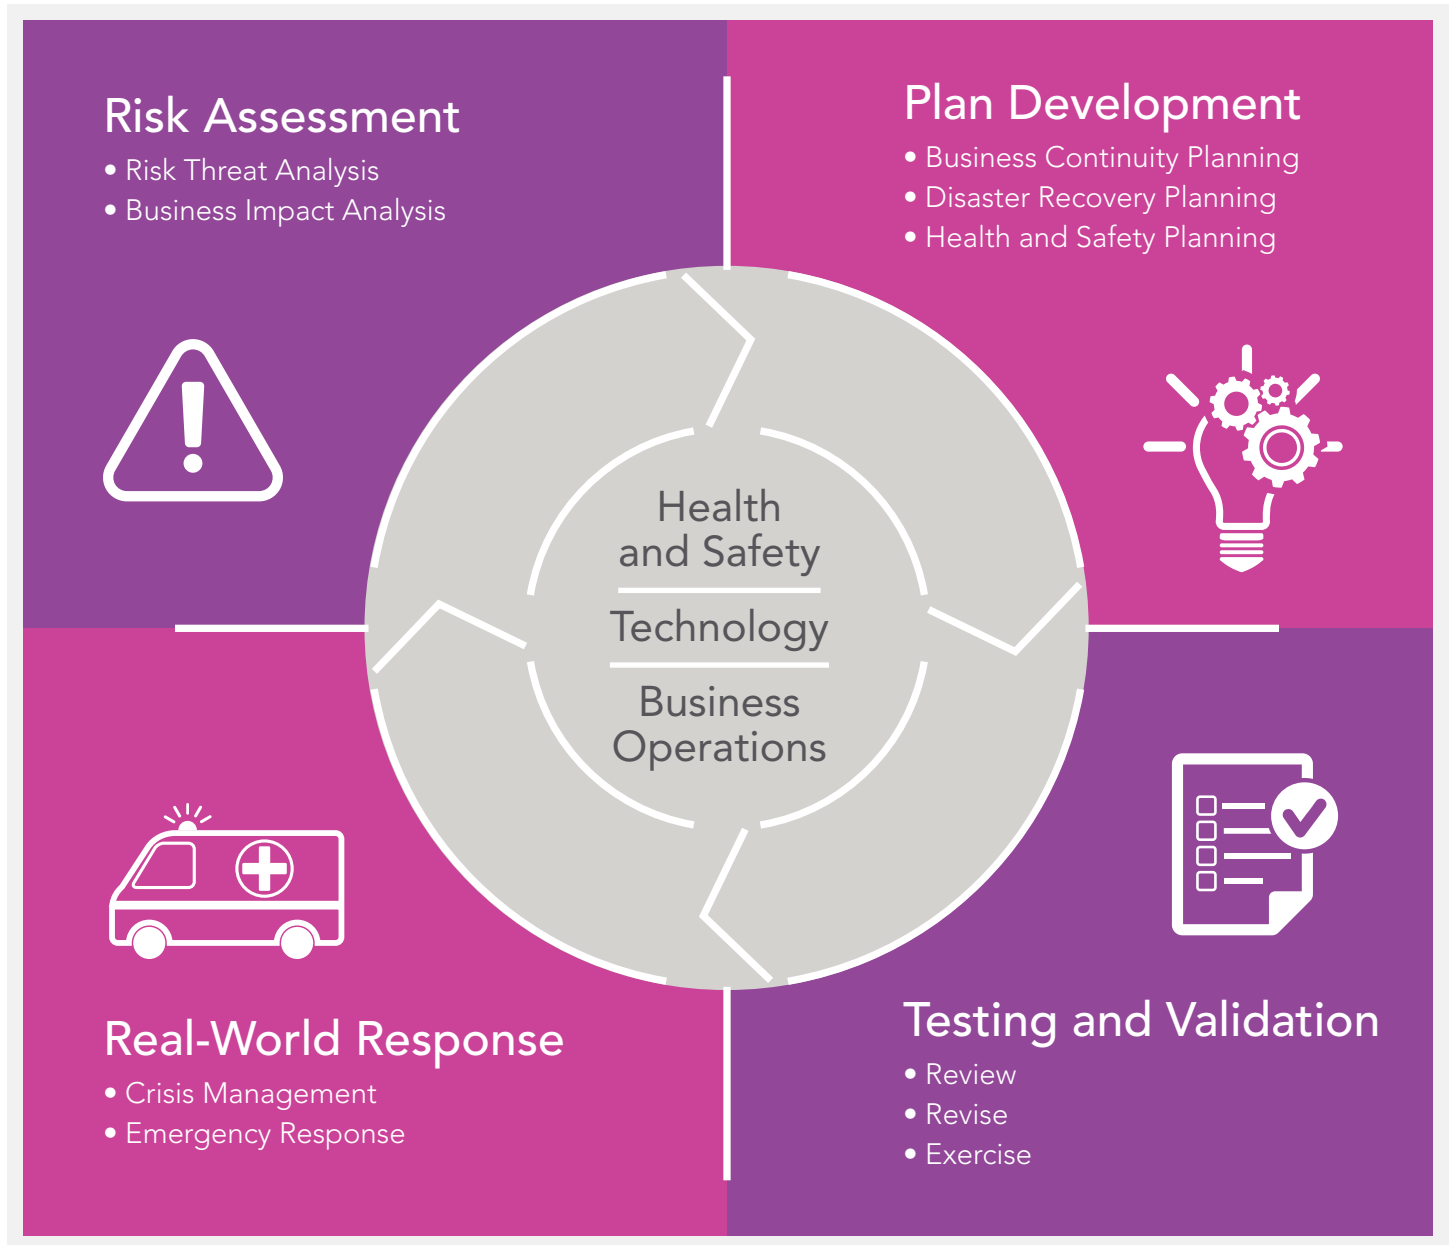 Risk Assessment
• Risk Threat Analysis
• Business Impact Analysis
Plan Development
• Business Continuity Planning
• Disaster Recovery Planning
• Health and Safety Planning
Health
and Safety
Technology
Business
Operations
Real-World Response
• Crisis Management
• Emergency Response
Testing and Validation
• Review
• Revise
• Exercise